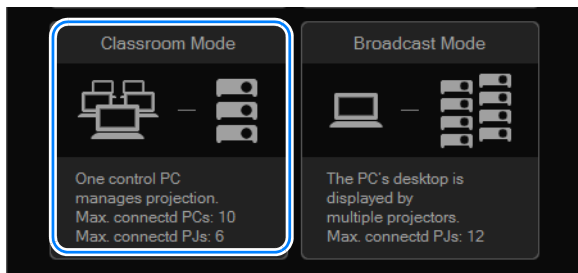 Classroom Mode
One control PC
manages projection.
Max. connectd PCs: 10
Max. connectd PJs: 6
Broadcast Mode
The PC's desktop is
displayed by
multiple projectors.
Max. connectd PJs: 12